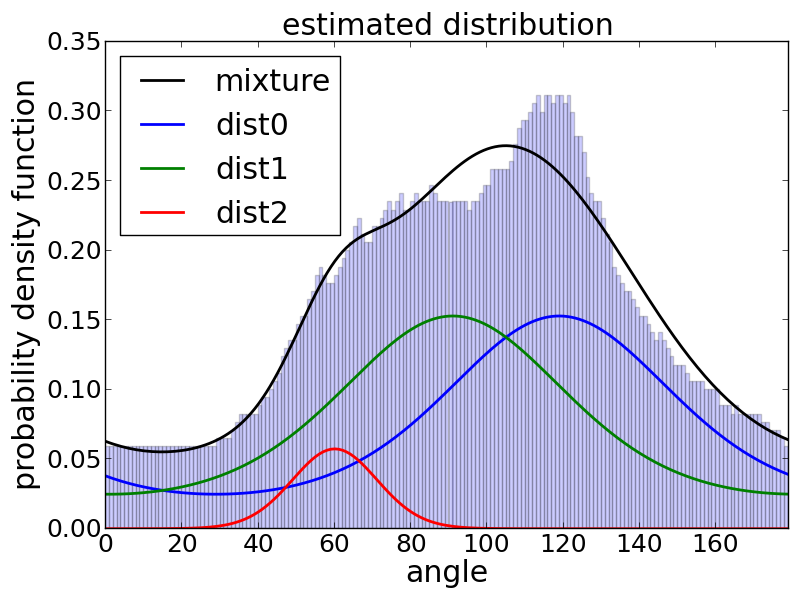 estimated distribution
probability density function
0.35
0.30
0.25
0.20
0.15
0.10
0.05
0.00
mixture
dist0
dist1
dist2
0 20 40 60 80 100 120 140 160
angle